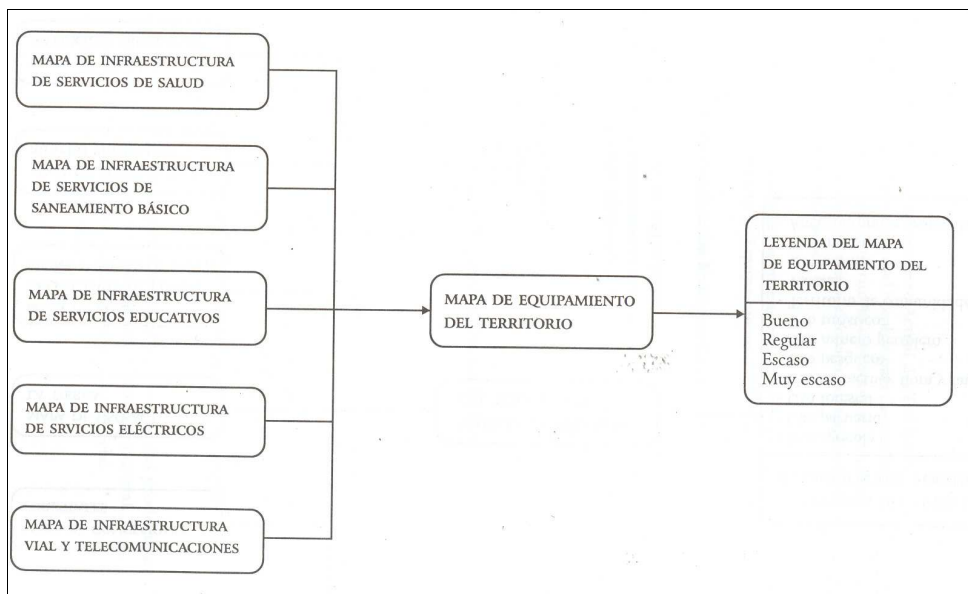 MAPA DE INFRAESTRUCTURA
DE SERVICIOS DE SALUD
MAPA DE INFRAESTRUCTURA
DE SERVICIOS DE
SANEAMIENTO BÁSICO
MAPA DE INFRAESTRUCTURA
DE SERVICIOS EDUCATIVOS
MAPA DE INFRAESTRUCTURA
DE SRVICIOS ELÉCTRICOS
MAPA DE INFRAESTRUCTURA
VIAL Y TELECOMUNICACIONES
MAPA DE EQUIPAMIENTO
DEL TERRITORIO
LEYENDA DEL MAPA
DE EQUIPAMIENTO DEL
TERRITORIO
Bueno
Regular
Escaso
Muy escaso